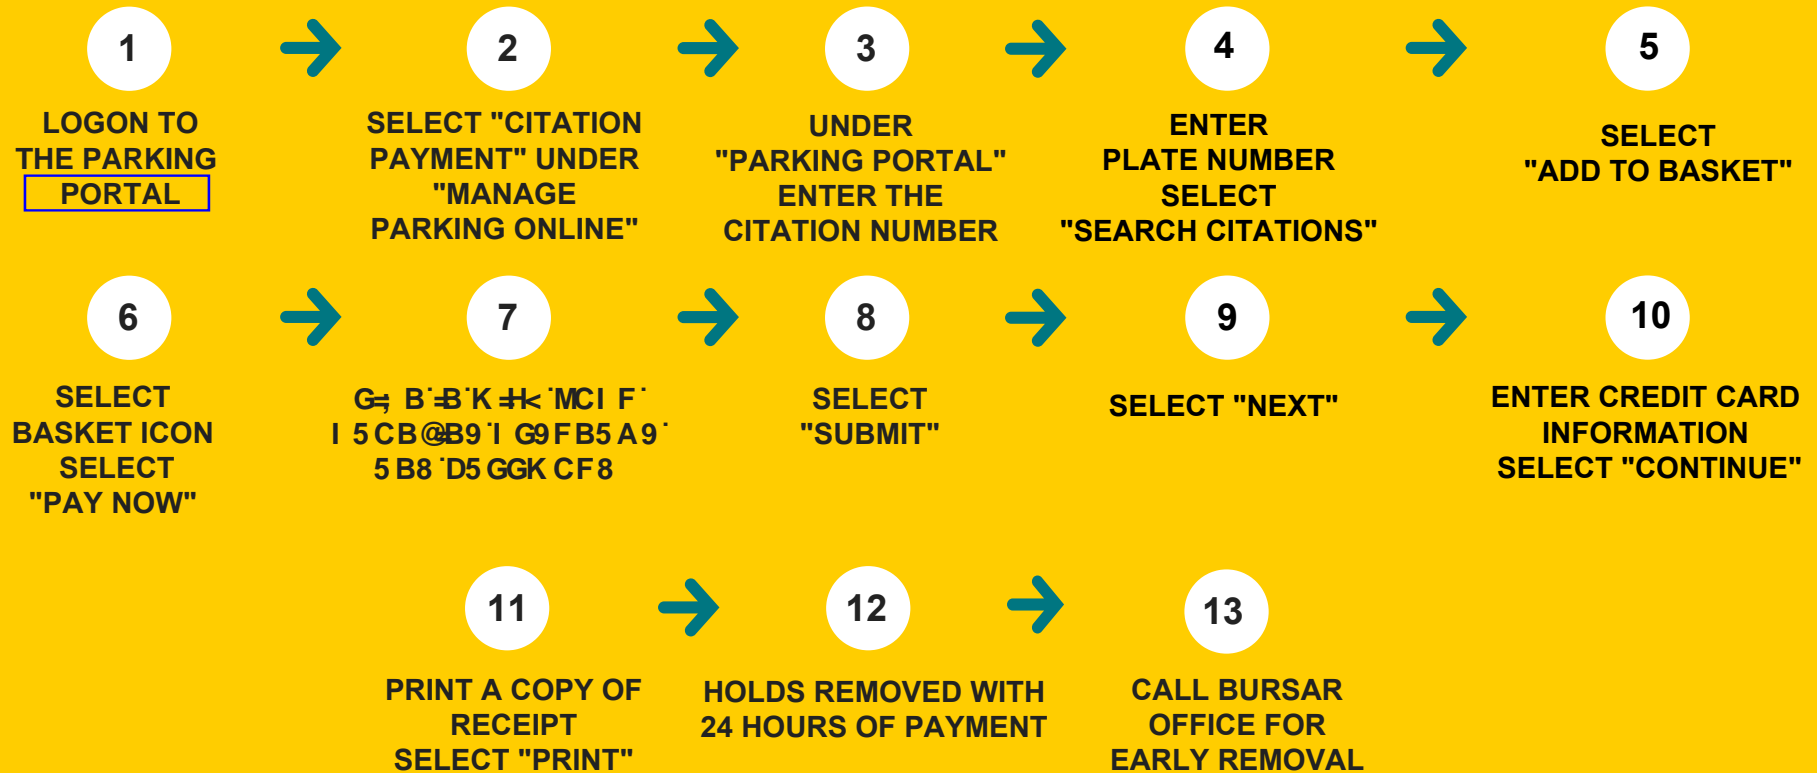 1
LOGON TO
THE PARKING
PORTAL
2
SELECT "CITATION
PAYMENT" UNDER
"MANAGE
PARKING ONLINE"
3
UNDER
"PARKING PORTAL"
ENTER THE
CITATION NUMBER
4
ENTER
PLATE NUMBER
SELECT
"SEARCH CITATIONS"
5
SELECT
"ADD TO BASKET"
6
SELECT
BASKET ICON
SELECT
"PAY NOW"
7
8
SELECT
"SUBMIT"
9
SELECT "NEXT"
10
ENTER CREDIT CARD
INFORMATION
SELECT "CONTINUE"
11
PRINT A COPY OF
RECEIPT
SELECT "PRINT"
12
HOLDS REMOVED WITH
24 HOURS OF PAYMENT
13
CALL BURSAR
OFFICE FOR
EARLY REMOVAL